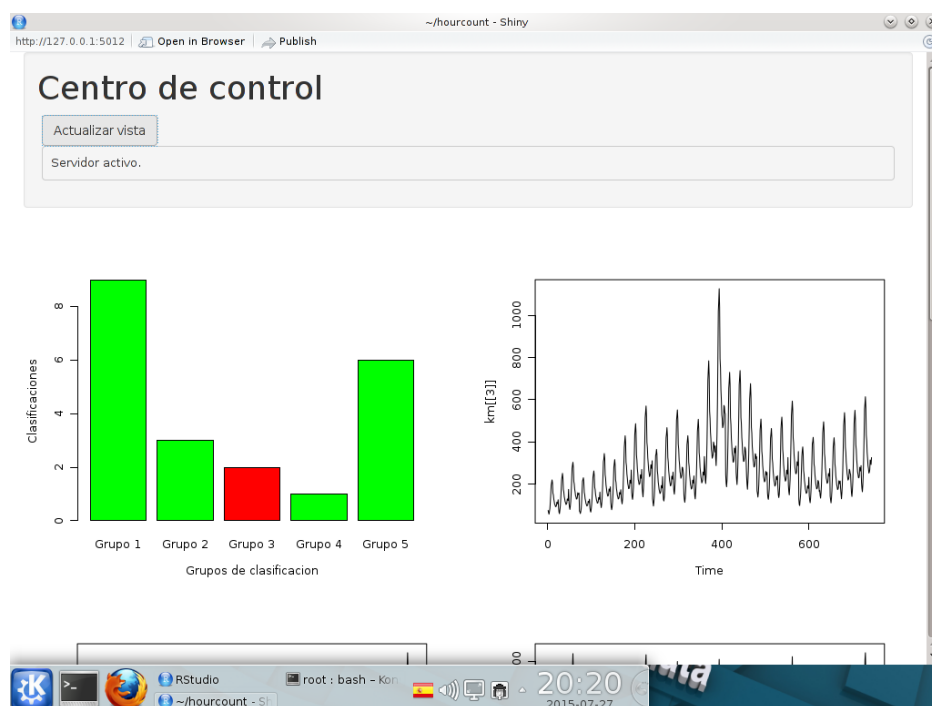 ~/hourcount - Shiny
http://127.0.0.1:5012 Open in Browser Publish
Centro de control
Actualizar vista
Servidor activo.
Clasificaciones
0 2 4 6 8
Grupo 1 Grupo 2 Grupo 3 Grupo 4 Grupo 5
Grupos de clasificacion
km[[3]]
200 400 600 800 1000
0 200 400 600
Time
RStudio
root : bash – Kon
~/hourcount - Sh
20:20
2015-07-27